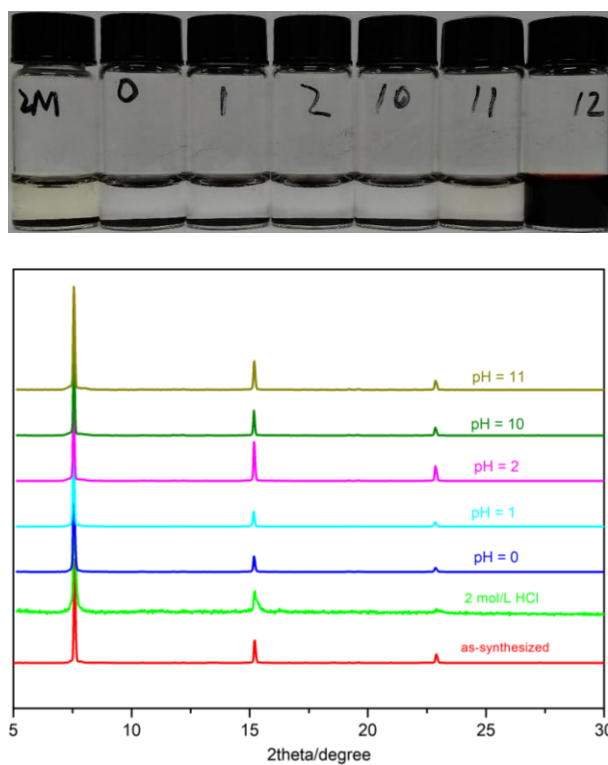 2M 0 1 2 10 11 12
pH = 11
pH = 10
pH = 2
pH = 1
pH = 0
2 mol/L HCl
as-synthesized
5 10 15 20 25 30
2theta/degree